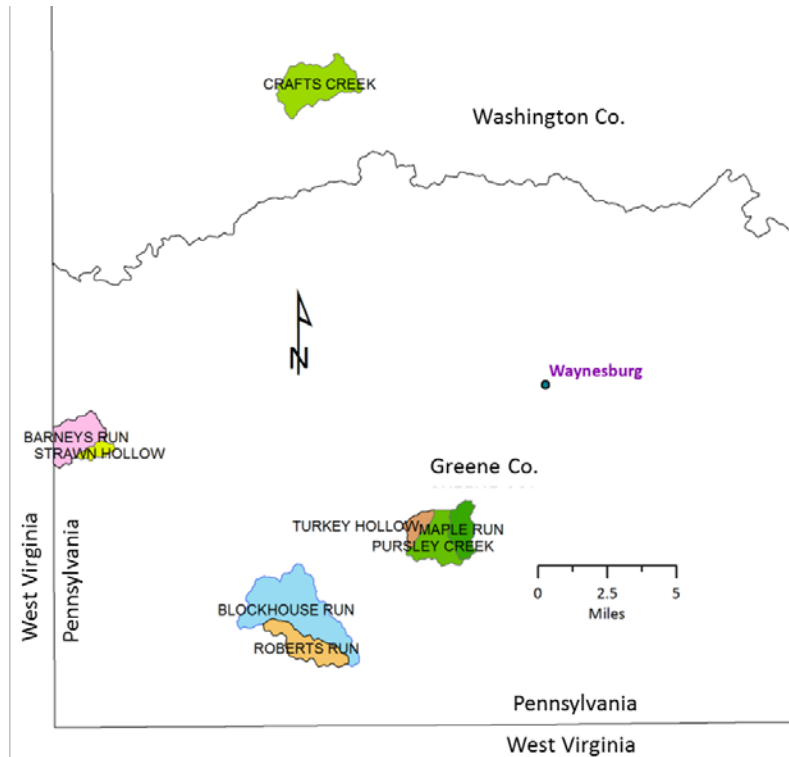 CRAFTS CREEK
Washington Co.
N
Waynesburg
BARNEYS RUN
STRAWN HOLLOW
Greene Co.
TURKEY HOLLOW
MAPLE RUN
PURSLEY CREEK
0 2.5 5
Miles
BLOCKHOUSE RUN
ROBERTS RUN
West Virginia
Pennsylvania
Pennsylvania
West Virginia